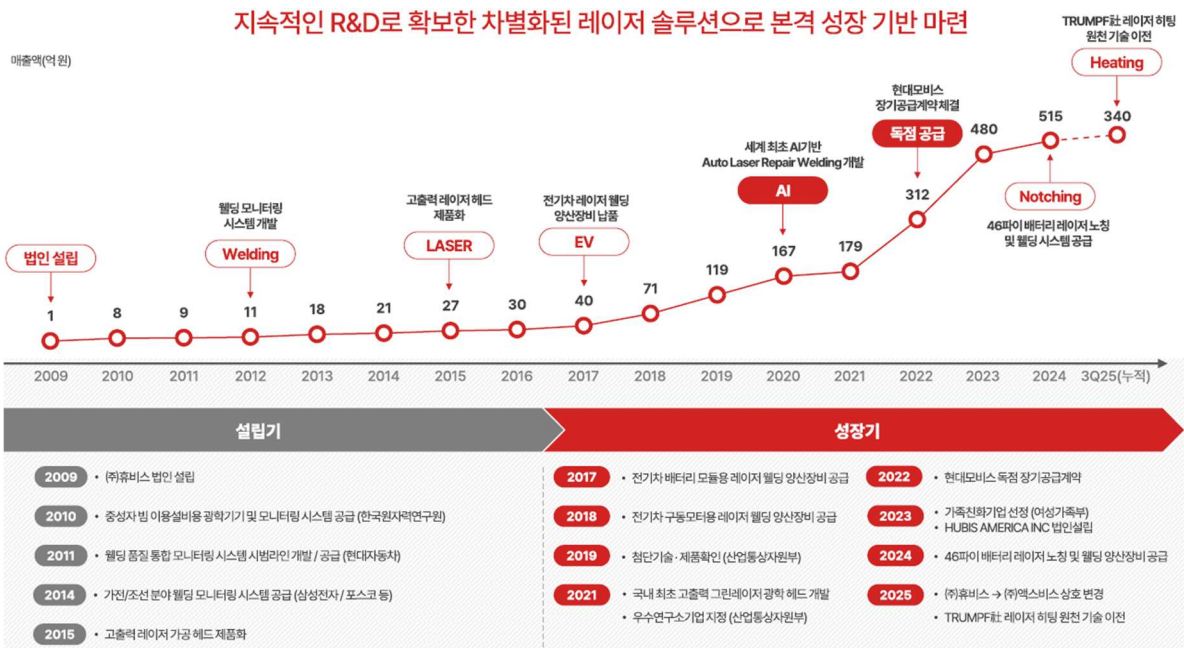 지속적인 R&D로 확보한 차별화된 레이저 솔루션으로 본격 성장 기반 마련
매출액(억 원)
법인 설립
웰딩 모니터링
시스템 개발
Welding
고출력 레이저 헤드
제품화
LASER
전기차 레이저 웰딩
양산장비 납품
EV
세계 최초 AI기반
Auto Laser Repair Welding 개발
AI
현대모비스
장기공급계약 체결
독점 공급
TRUMPF社 레이저 히팅
원천 기술 이전
Heating
Notching
46파이 배터리 레이저 노칭
및 웰딩 시스템 공급
1 8 9 11 18 21 27 30 40 71 119 167 179 312 480 515 340
2009 2010 2011 2012 2013 2014 2015 2016 2017 2018 2019 2020 2021 2022 2023 2024 3Q25(누적)
설립기
2009 • ㈜휴비스 법인 설립
2010 • 중성자 빔 이용설비용 광학기기 및 모니터링 시스템 공급 (한국원자력연구원)
2011 • 웰딩 품질 통합 모니터링 시스템 시범라인 개발 / 공급 (현대자동차)
2014 • 가전/조선 분야 웰딩 모니터링 시스템 공급 (삼성전자 / 포스코 등)
2015 • 고출력 레이저 가공 헤드 제품화
성장기
2017 • 전기차 배터리 모듈용 레이저 웰딩 양산장비 공급
2018 • 전기차 구동모터용 레이저 웰딩 양산장비 공급
2019 • 첨단기술 · 제품확인 (산업통상자원부)
2021 • 국내 최초 고출력 그린레이저 광학 헤드 개발
• 우수연구소기업 지정 (산업통상자원부)
2022 • 현대모비스 독점 장기공급계약
2023 • 가족친화기업 선정 (여성가족부)
• HUBIS AMERICA INC 법인설립
2024 • 46파이 배터리 레이저 노칭 및 웰딩 양산장비 공급
2025 • ㈜휴비스 → ㈜액스비스 상호 변경
• TRUMPF社 레이저 히팅 원천 기술 이전